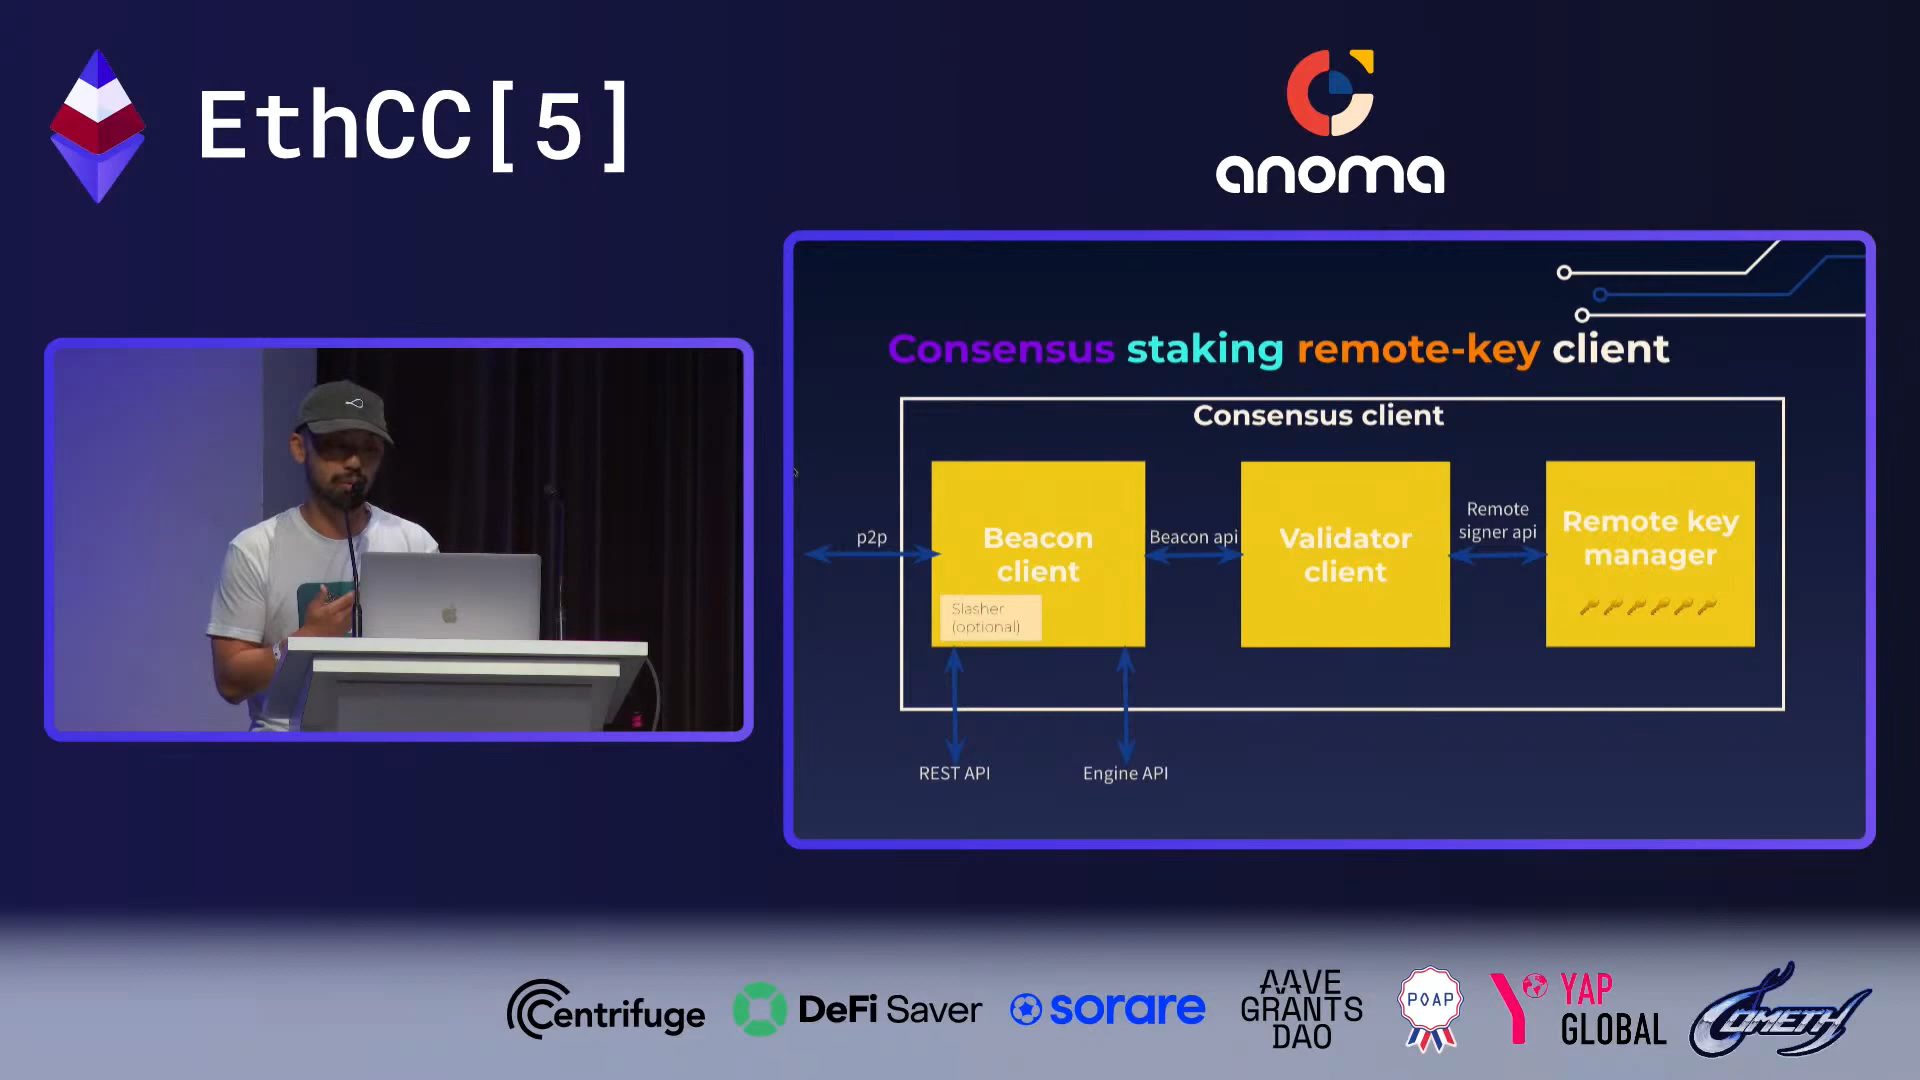 EthCC[5]
anoma
Consensus staking remote-key client
Consensus client
p2p
Beacon
client
Slasher
(optional)
Beacon api
Validator
client
Remote
signer api
Remote key
manager
REST API
Engine API
Centrifuge
DeFi Saver
sorare
AAVE
GRANTS
DAO
POAP
YAP
GLOBAL
COMETH